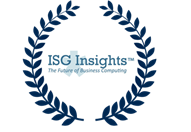 ISG Insights™
The Future of Business Computing